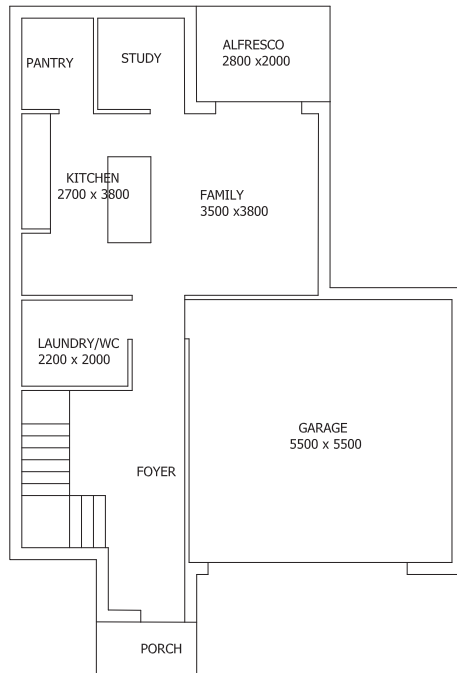 PANTRY
STUDY
ALFRESCO
2800 x2000
KITCHEN
2700 x 3800
FAMILY
3500 x3800
LAUNDRY/WC
2200 x 2000
GARAGE
5500 x 5500
FOYER
PORCH